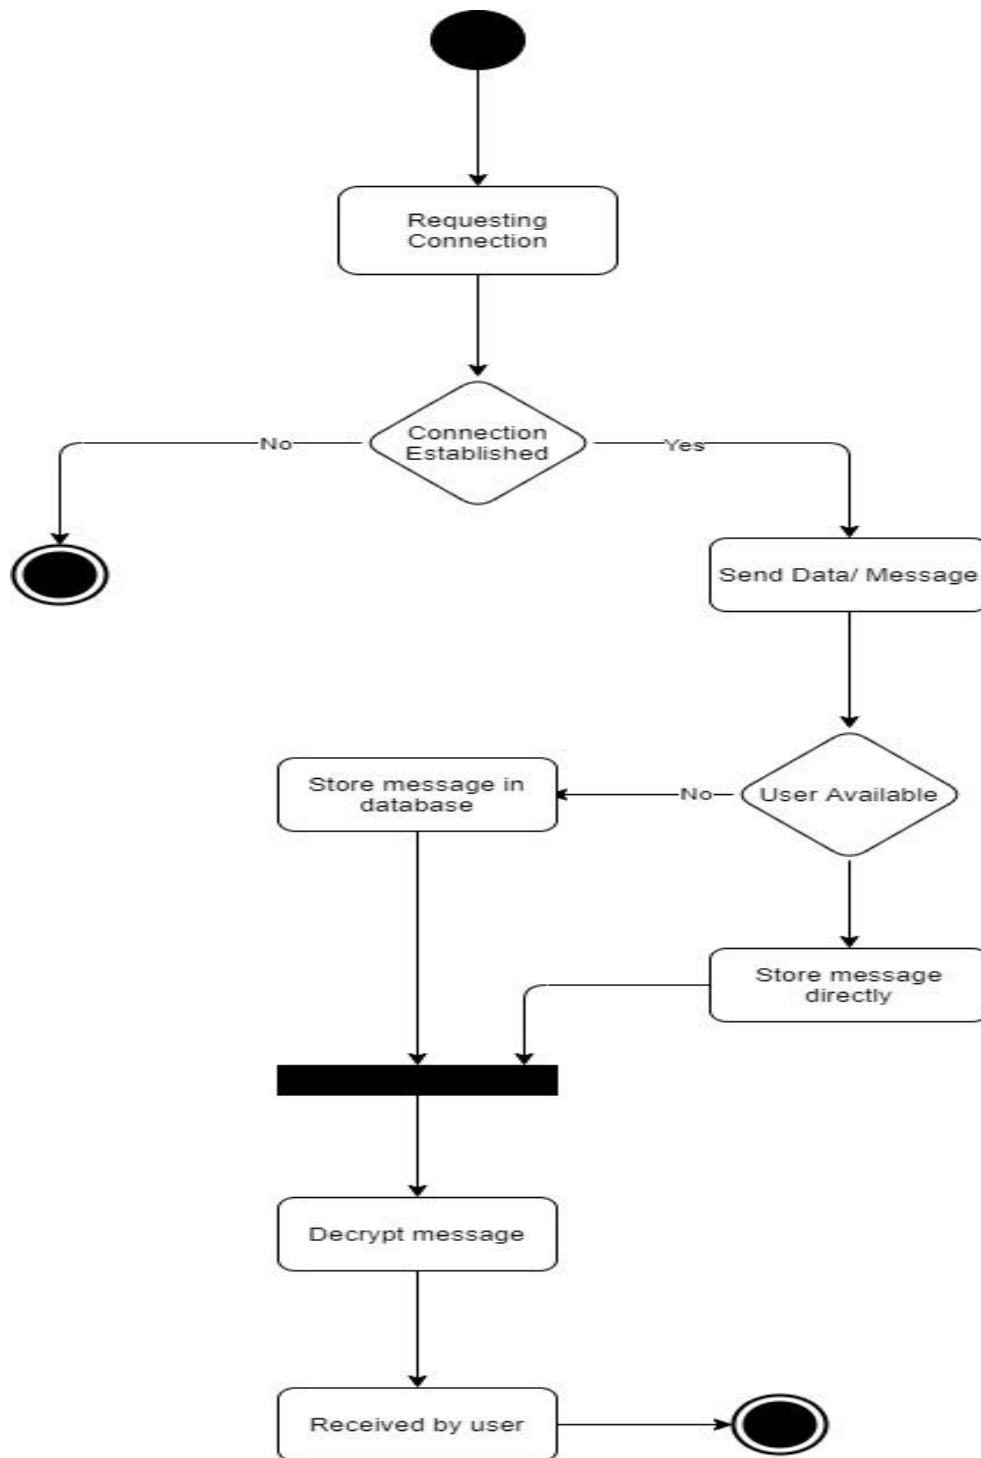 Requesting
Connection
Connection
Established
No
Yes
Send Data/ Message
User Available
No
Store message in
database
Store message
directly
Decrypt message
Received by user